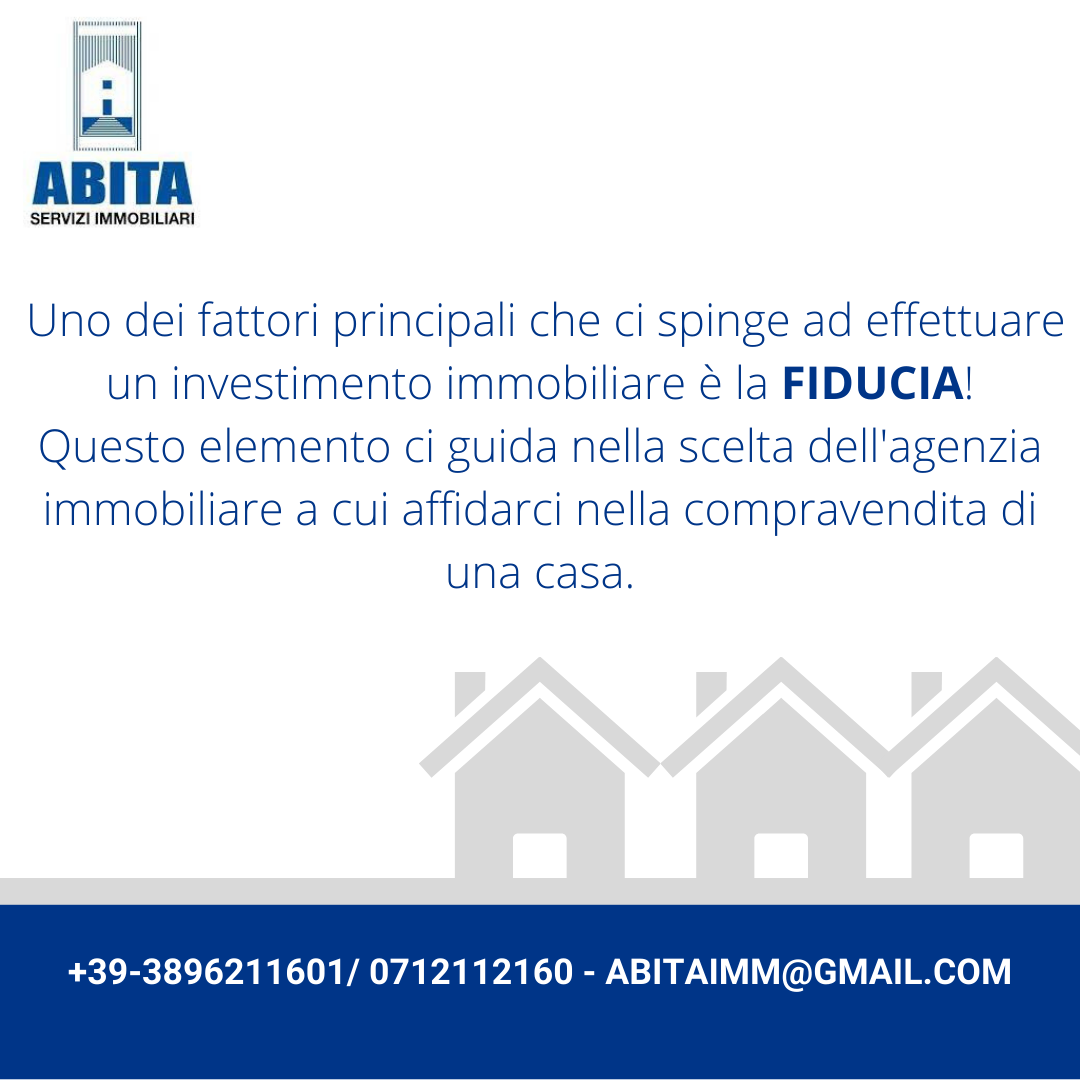 ABITA
SERVIZI IMMOBILIARI
Uno dei fattori principali che ci spinge ad effettuare
un investimento immobiliare è la FIDUCIA!
Questo elemento ci guida nella scelta dell'agenzia
immobiliare a cui affidarci nella compravendita di
una casa.
+39-3896211601/ 0712112160 - ABITAIMM@GMAIL.COM